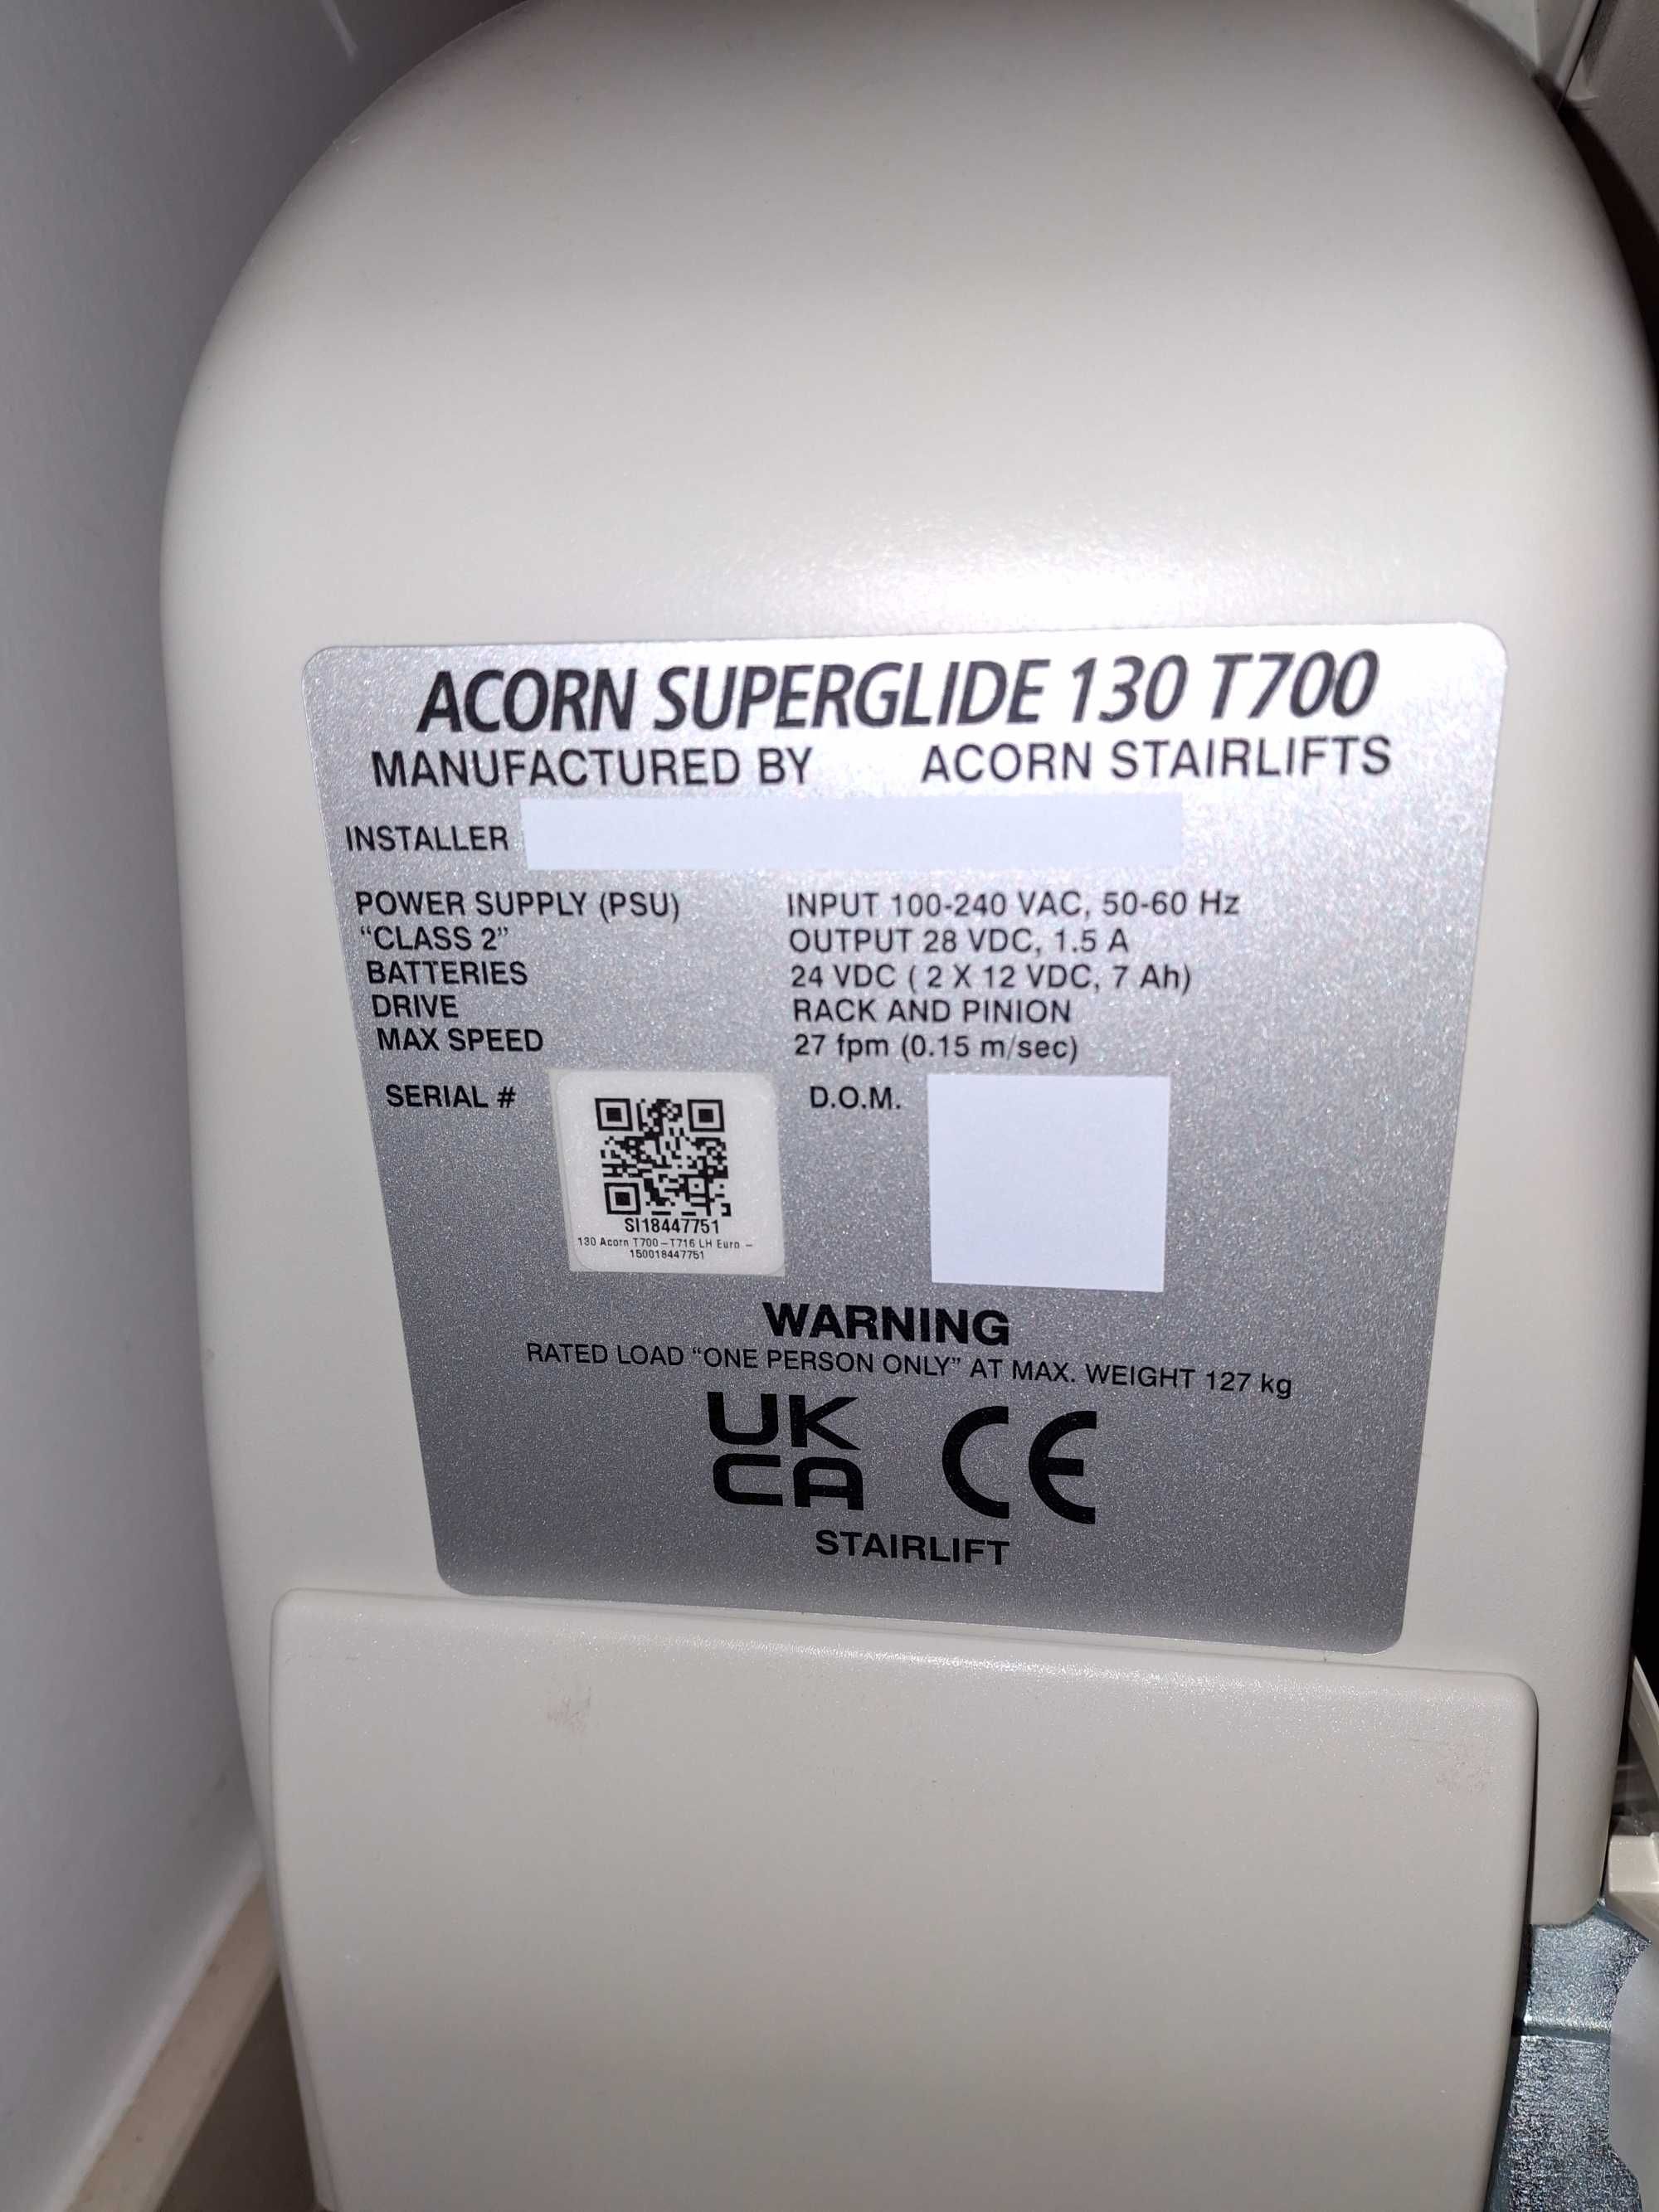 ACORN SUPERGLIDE 130 T700
MANUFACTURED BY ACORN STAIRLIFTS
INSTALLER
POWER SUPPLY (PSU) INPUT 100-240 VAC, 50-60 Hz
“CLASS 2” OUTPUT 28 VDC, 1.5 A
BATTERIES 24 VDC ( 2 X 12 VDC, 7 Ah)
DRIVE RACK AND PINION
MAX SPEED 27 fpm (0.15 m/sec)
SERIAL # D.O.M.
SI18447751
130 Acorn T700-T716 LH Euro -
150018447751
WARNING
RATED LOAD “ONE PERSON ONLY” AT MAX. WEIGHT 127 kg
UK
CA CE
STAIRLIFT